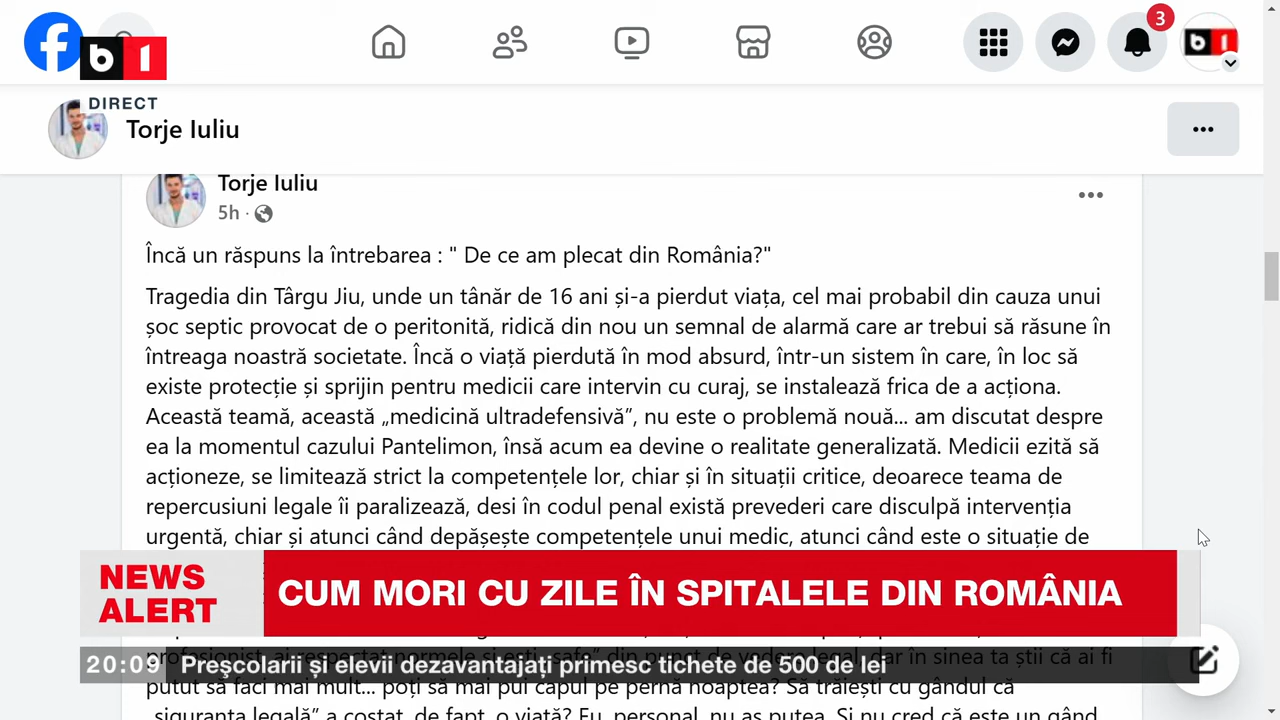 f
3
b1
b1
DIRECT
Torje Iuliu
Torje Iuliu
5h ·
Încă un răspuns la întrebarea : " De ce am plecat din România?"
Tragedia din Târgu Jiu, unde un tânăr de 16 ani și-a pierdut viața, cel mai probabil din cauza unui
șoc septic provocat de o peritonită, ridică din nou un semnal de alarmă care ar trebui să răsune în
întreaga noastră societate. Încă o viață pierdută în mod absurd, într-un sistem în care, în loc să
existe protecție și sprijin pentru medicii care intervin cu curaj, se instalează frica de a acționa.
Această teamă, această „medicină ultradefensivă”, nu este o problemă nouă... am discutat despre
ea la momentul cazului Pantelimon, însă acum ea devine o realitate generalizată. Medicii ezită să
acționeze, se limitează strict la competențele lor, chiar și în situații critice, deoarece teama de
repercusiuni legale îi paralizează, desi în codul penal există prevederi care disculpă intervenția
urgentă, chiar și atunci când depășește competențele unui medic, atunci când este o situație de
NEWS
ALERT
CUM MORI CU ZILE ÎN SPITALELE DIN ROMÂNIA
20:09 Preşcolarii și elevii dezavantajați primesc tichete de 500 de lei
putut să faci mai mult... poți să mai pui capul pe pernă noaptea? Să trăiești cu gândul că
„siguranța legală” a costat, de fapt, o viață? Eu, personal, nu aș putea. Și nu cred că este un gând